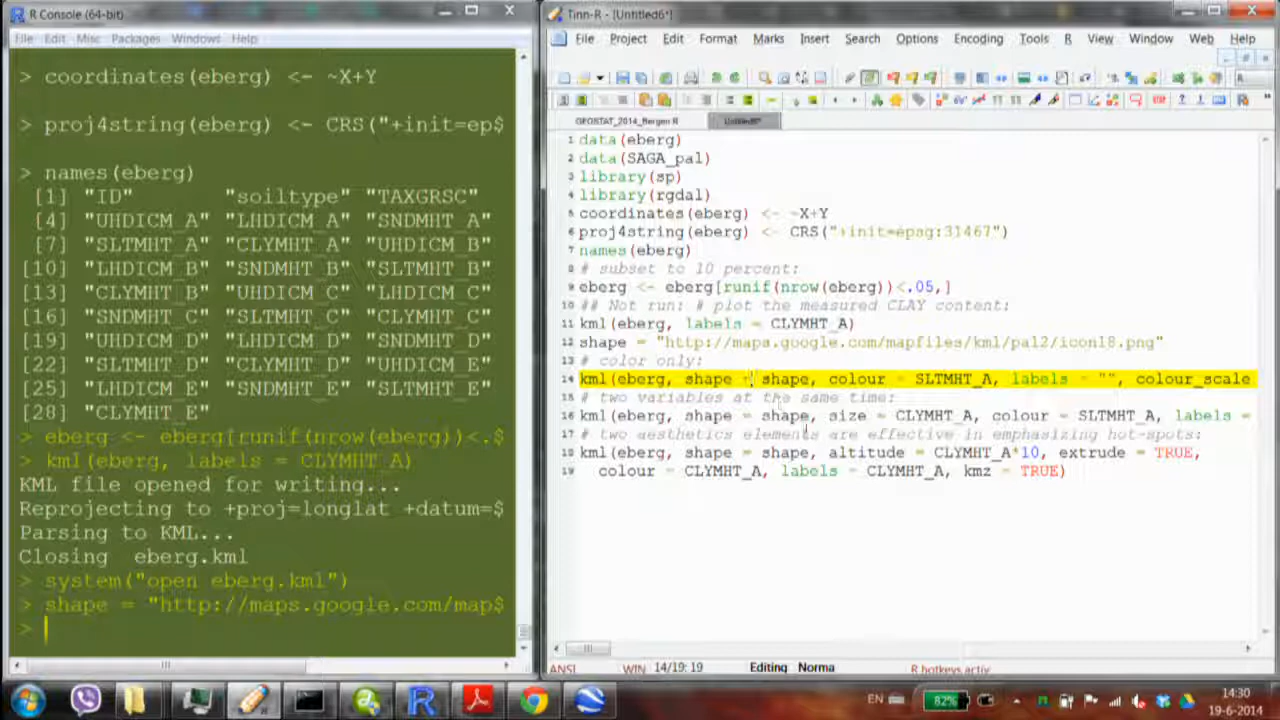 R Console (64-bit)
File Edit Misc Packages Windows Help
> coordinates(eberg) <- ~X+Y
> proj4string(eberg) <- CRS("+init=ep$
> names(eberg)
[1] "ID" "soiltype" "TAXGRSC"
[4] "UHDICM_A" "LHDICM_A" "SNDMHT_A"
[7] "SLTMHT_A" "CLYMHT_A" "UHDICM_B"
[10] "LHDICM_B" "SNDMHT_B" "SLTMHT_B"
[13] "CLYMHT_B" "UHDICM_C" "LHDICM_C"
[16] "SNDMHT_C" "SLTMHT_C" "CLYMHT_C"
[19] "UHDICM_D" "LHDICM_D" "SNDMHT_D"
[22] "SLTMHT_D" "CLYMHT_D" "UHDICM_E"
[25] "LHDICM_E" "SNDMHT_E" "SLTMHT_E"
[28] "CLYMHT_E"
> eberg <- eberg[runif(nrow(eberg))<.$
> kml(eberg, labels = CLYMHT_A)
KML file opened for writing...
Reprojecting to +proj=longlat +datum=$
Parsing to KML...
Closing eberg.kml
> system("open eberg.kml")
> shape = "http://maps.google.com/map$
>
Tinn-R - [Untitled6*]
File Project Edit Format Marks Insert Search Options Encoding Tools R View Window Web Help
GEOSTAT_2014_Bergen R Untitled6*
1 data(eberg)
2 data(SAGA_pal)
3 library(sp)
4 library(rgdal)
5 coordinates(eberg) <- ~X+Y
6 proj4string(eberg) <- CRS("+init=epsg:31467")
7 names(eberg)
8 # subset to 10 percent:
9 eberg <- eberg[runif(nrow(eberg))<.05,]
10 ## Not run: # plot the measured CLAY content:
11 kml(eberg, labels = CLYMHT_A)
12 shape = "http://maps.google.com/mapfiles/kml/pal2/icon18.png"
13 # color only:
14 kml(eberg, shape = shape, colour = SLTMHT_A, labels = "", colour_scale
15 # two variables at the same time:
16 kml(eberg, shape = shape, size = CLYMHT_A, colour = SLTMHT_A, labels =
17 # two aesthetics elements are effective in emphasizing hot-spots:
18 kml(eberg, shape = shape, altitude = CLYMHT_A*10, extrude = TRUE,
19 colour = CLYMHT_A, labels = CLYMHT_A, kmz = TRUE)
ANSI WIN 14/19: 19 Editing Norma R hotkeys activ
EN 82% 14:30
19-6-2014